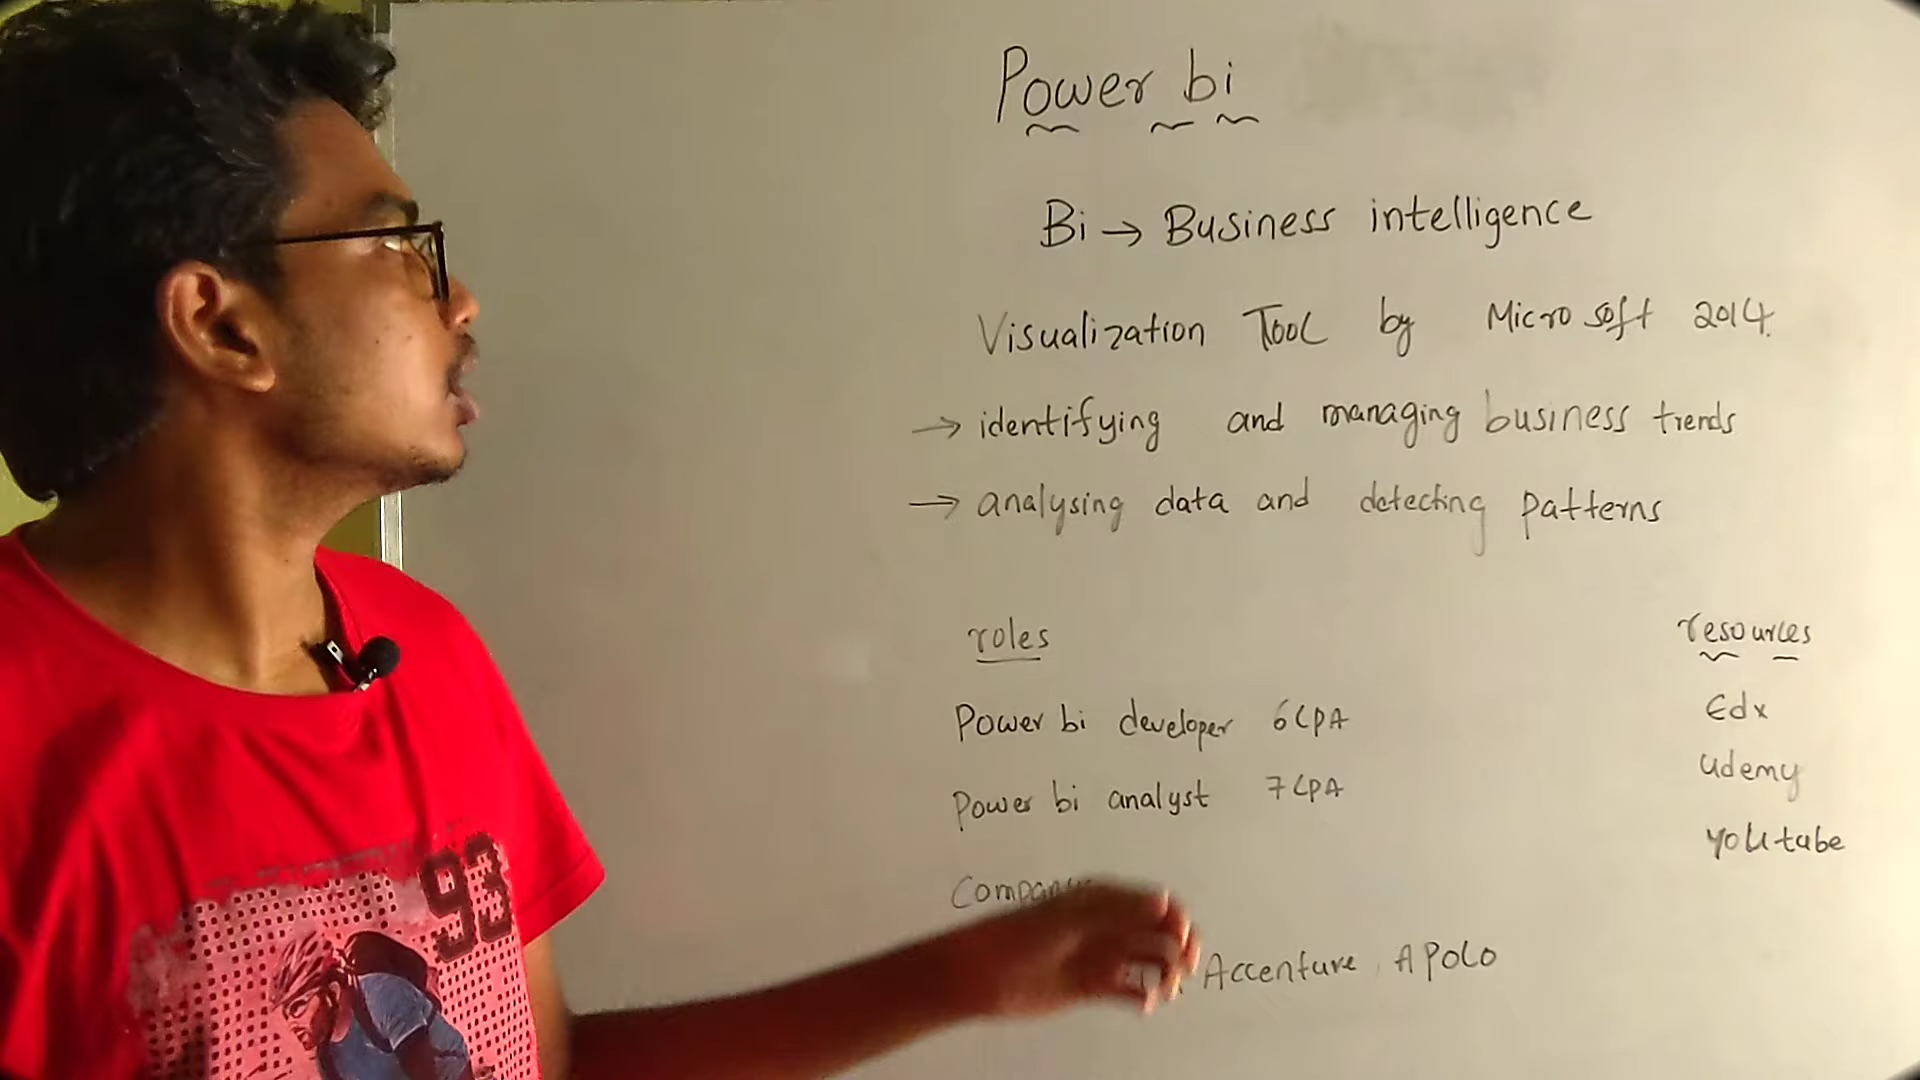 Power bi
Bi → Business intelligence
Visualization Tool by Microsoft 2014.
→ identifying and managing business trends
→ analysing data and detecting patterns
roles
Power bi developer 6LPA
Power bi analyst 7LPA
Accenture, APOLO
resources
Edx
udemy
youtube
93